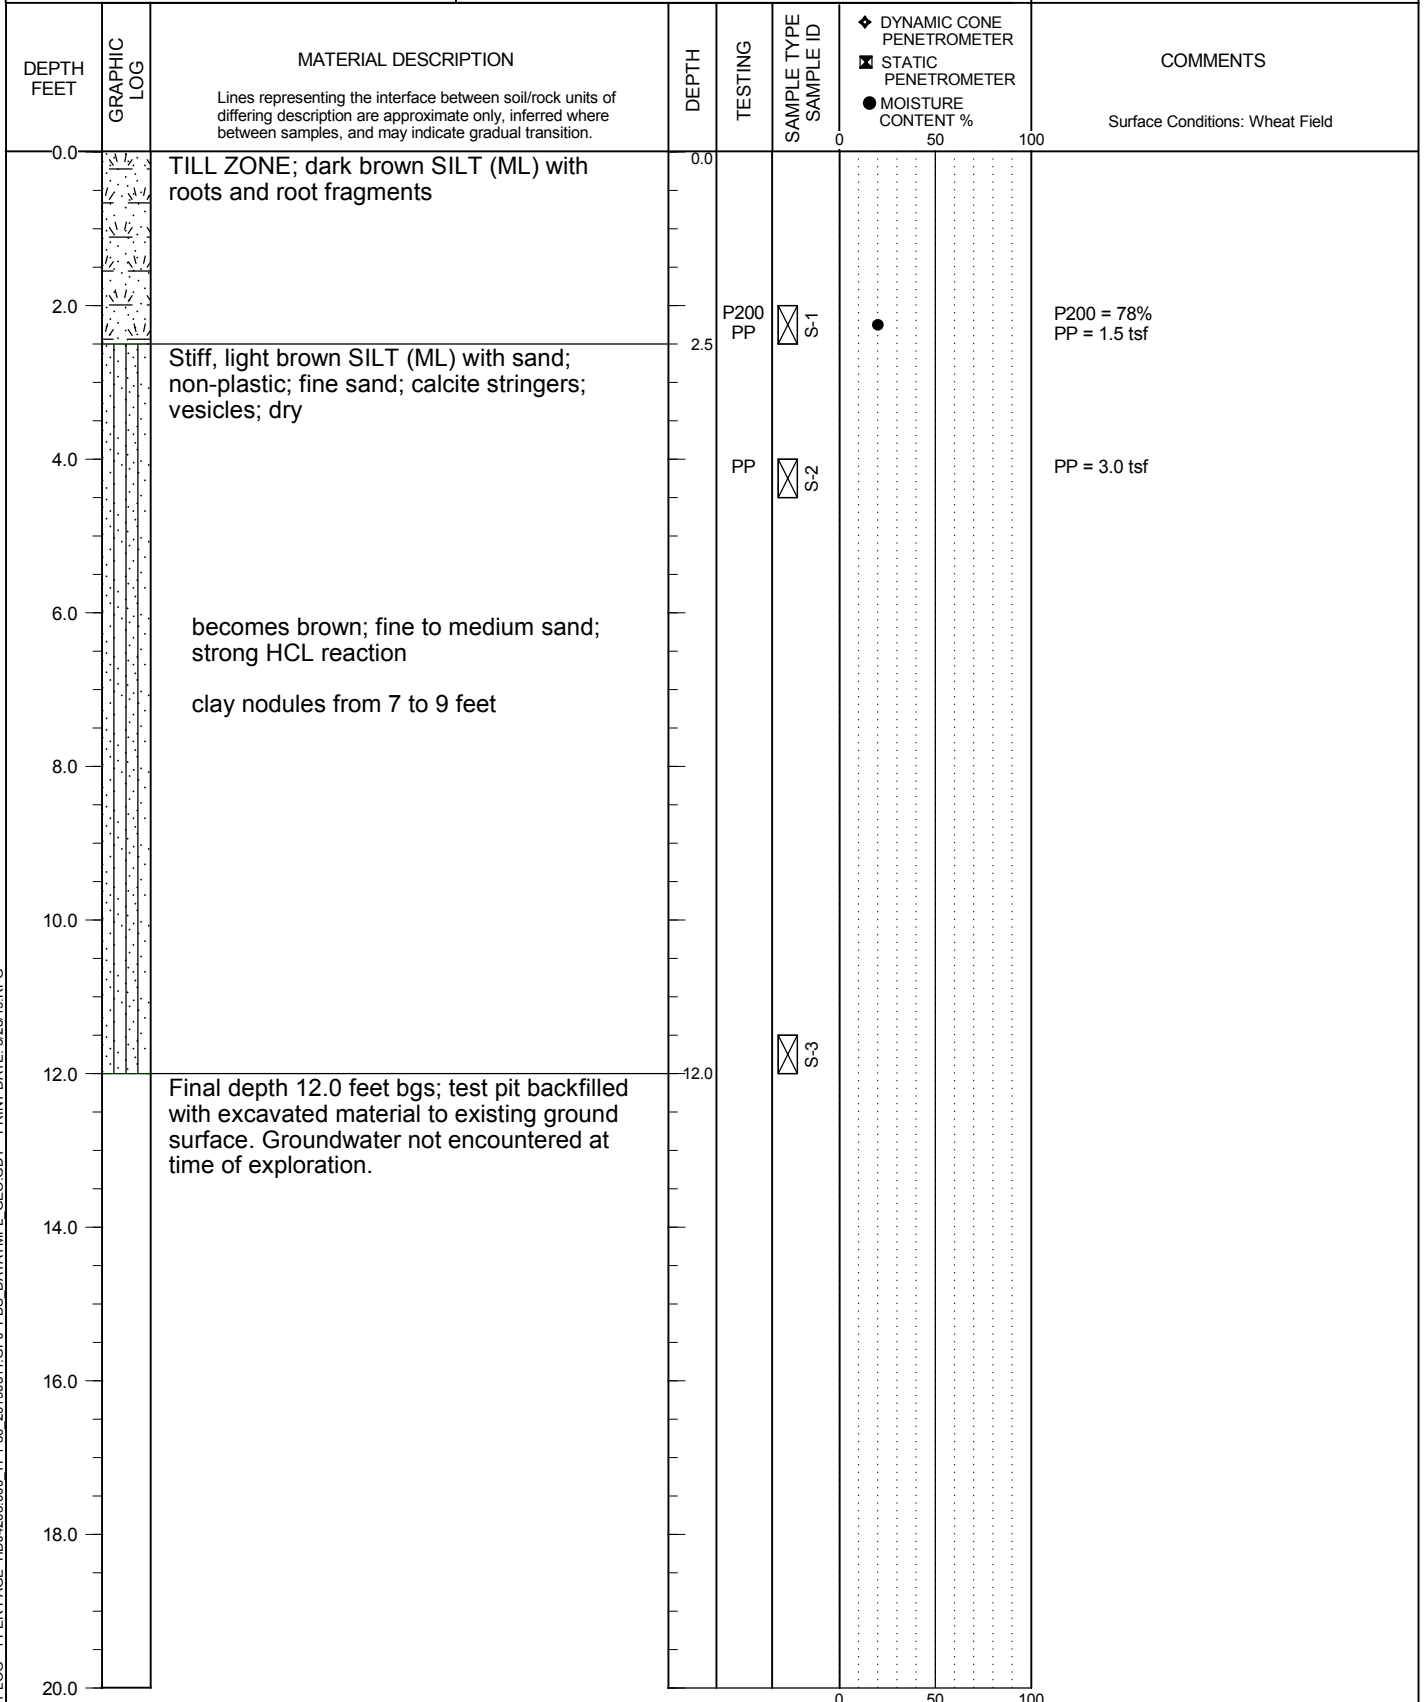 DEPTH
FEET
GRAPHIC
LOG
MATERIAL DESCRIPTION
Lines representing the interface between soil/rock units of
differing description are approximate only, inferred where
between samples, and may indicate gradual transition.
DEPTH
TESTING
SAMPLE TYPE
SAMPLE ID
DYNAMIC CONE
PENETROMETER
STATIC
PENETROMETER
MOISTURE
CONTENT %
0 50 100
COMMENTS
Surface Conditions: Wheat Field
0.0
TILL ZONE; dark brown SILT (ML) with
roots and root fragments
0.0
2.0
P200
PP
S-1
P200 = 78%
PP = 1.5 tsf
2.5
Stiff, light brown SILT (ML) with sand;
non-plastic; fine sand; calcite stringers;
vesicles; dry
4.0
PP
S-2
PP = 3.0 tsf
6.0
becomes brown; fine to medium sand;
strong HCL reaction
clay nodules from 7 to 9 feet
8.0
10.0
S-3
12.0
12.0
Final depth 12.0 feet bgs; test pit backfilled
with excavated material to existing ground
surface. Groundwater not encountered at
time of exploration.
14.0
16.0
18.0
20.0
0 50 100